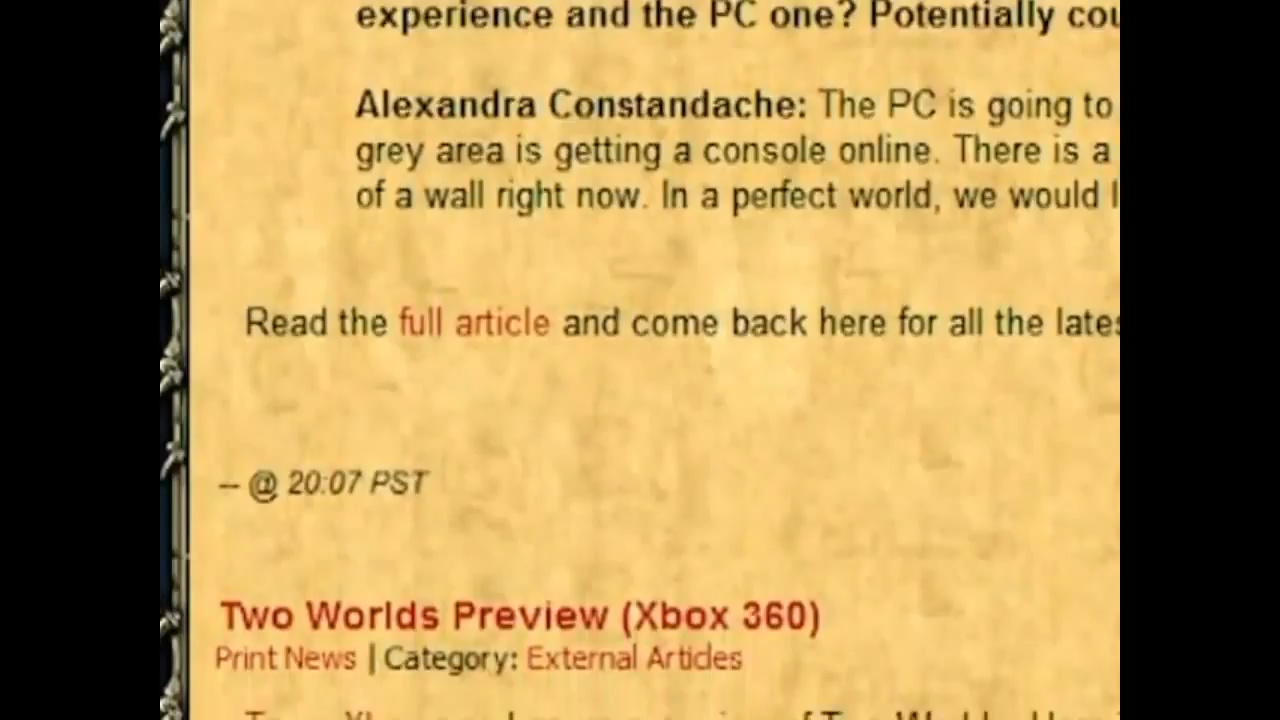 experience and the PC one? Potentially
Alexandra Constandache: The PC is going to
grey area is getting a console online. There is a
of a wall right now. In a perfect world, we would
Read the full article and come back here for all the
-- @ 20:07 PST
Two Worlds Preview (Xbox 360)
Print News | Category: External Articles